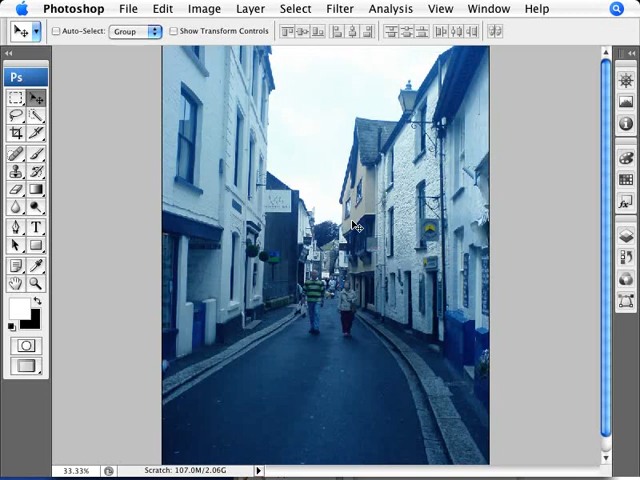 Photoshop File Edit Image Layer Select Filter Analysis View Window Help
Auto-Select: Group Show Transform Controls
Ps
T
33.33% Scratch: 107.0M/2.06G